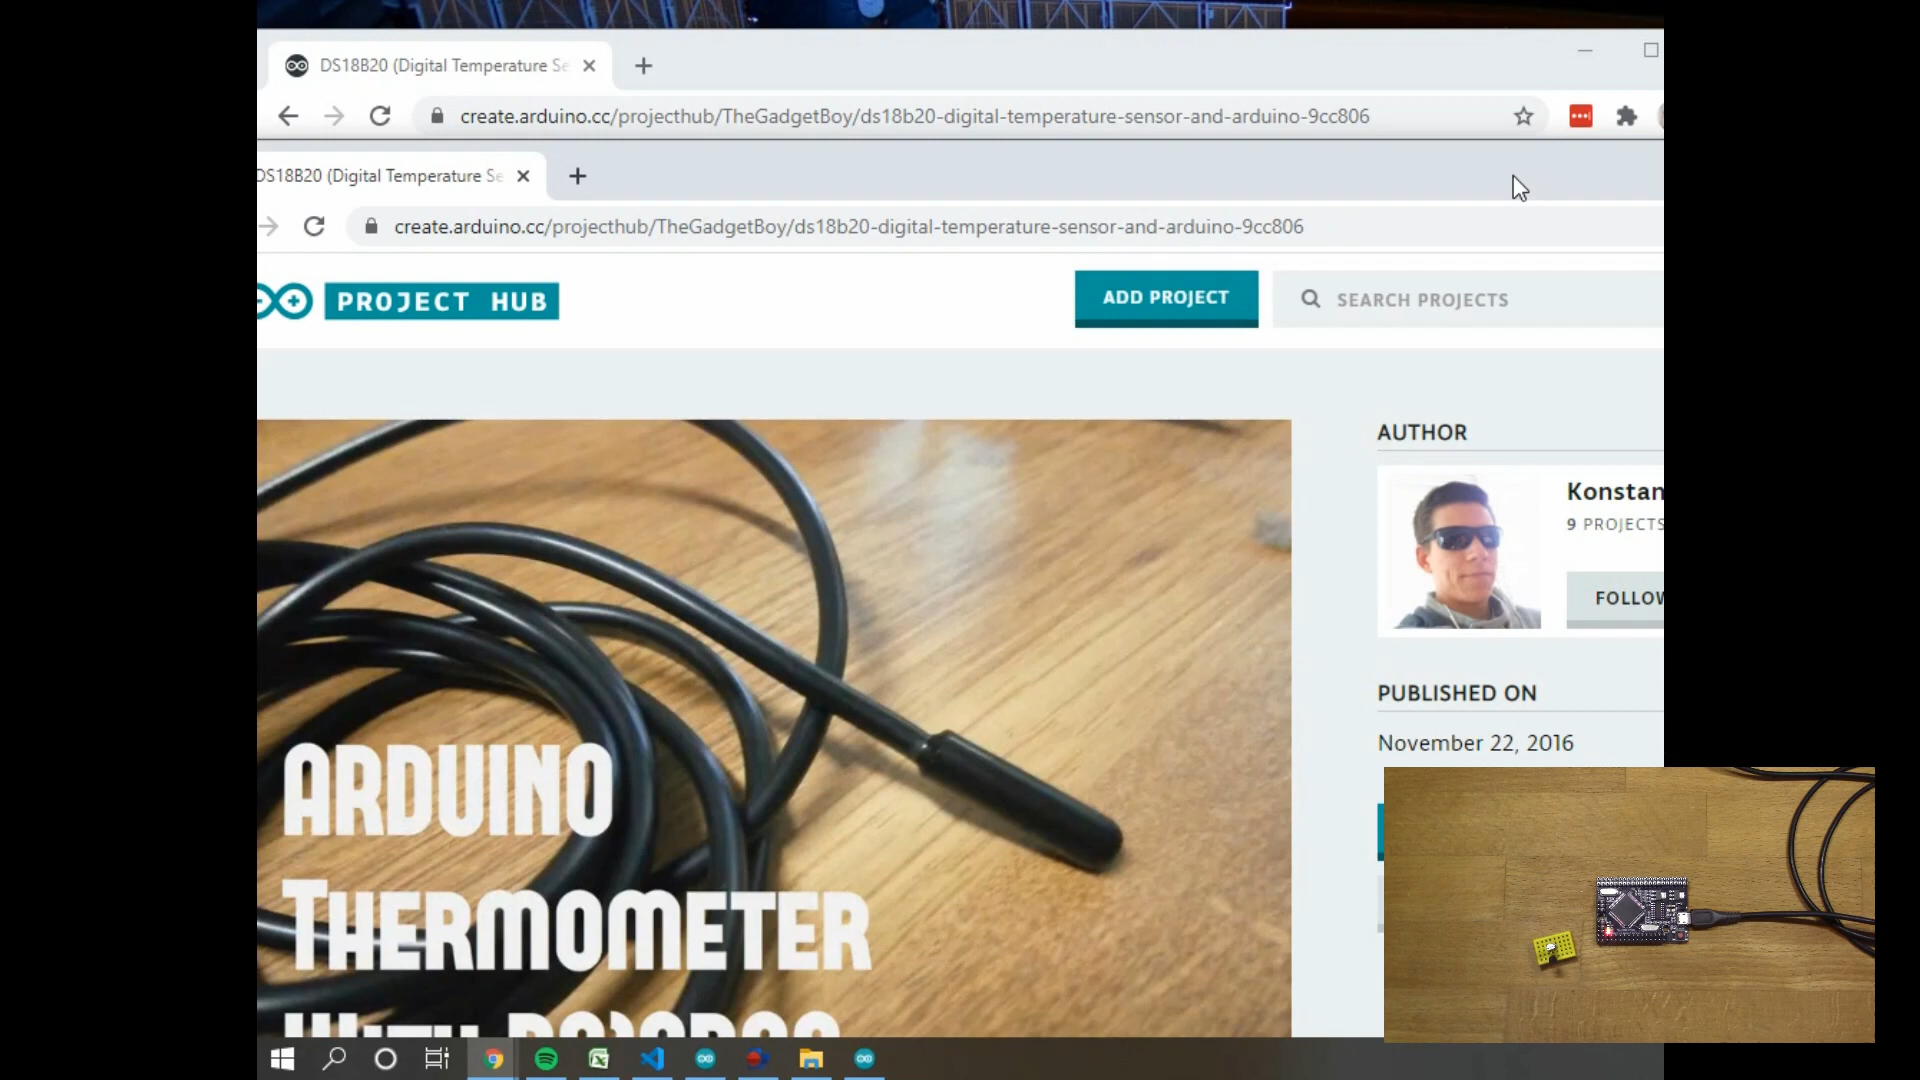 DS18B20 (Digital Temperature Se
create.arduino.cc/projecthub/TheGadgetBoy/ds18b20-digital-temperature-sensor-and-arduino-9cc806
DS18B20 (Digital Temperature Se
create.arduino.cc/projecthub/TheGadgetBoy/ds18b20-digital-temperature-sensor-and-arduino-9cc806
PROJECT HUB
ADD PROJECT
SEARCH PROJECTS
AUTHOR
Konstan
9 PROJECTS
FOLLOW
PUBLISHED ON
November 22, 2016
ARDUINO
THERMOMETER